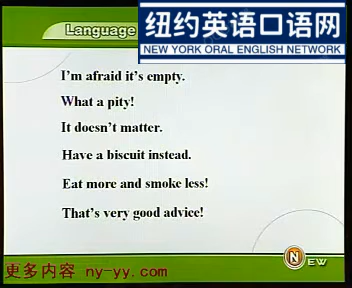 Language
纽约英语口语网
NEW YORK ORAL ENGLISH NETWORK
I'm afraid it's empty.
What a pity!
It doesn't matter.
Have a biscuit instead.
Eat more and smoke less!
That's very good advice!
NEW
更多内容 ny-yy.com